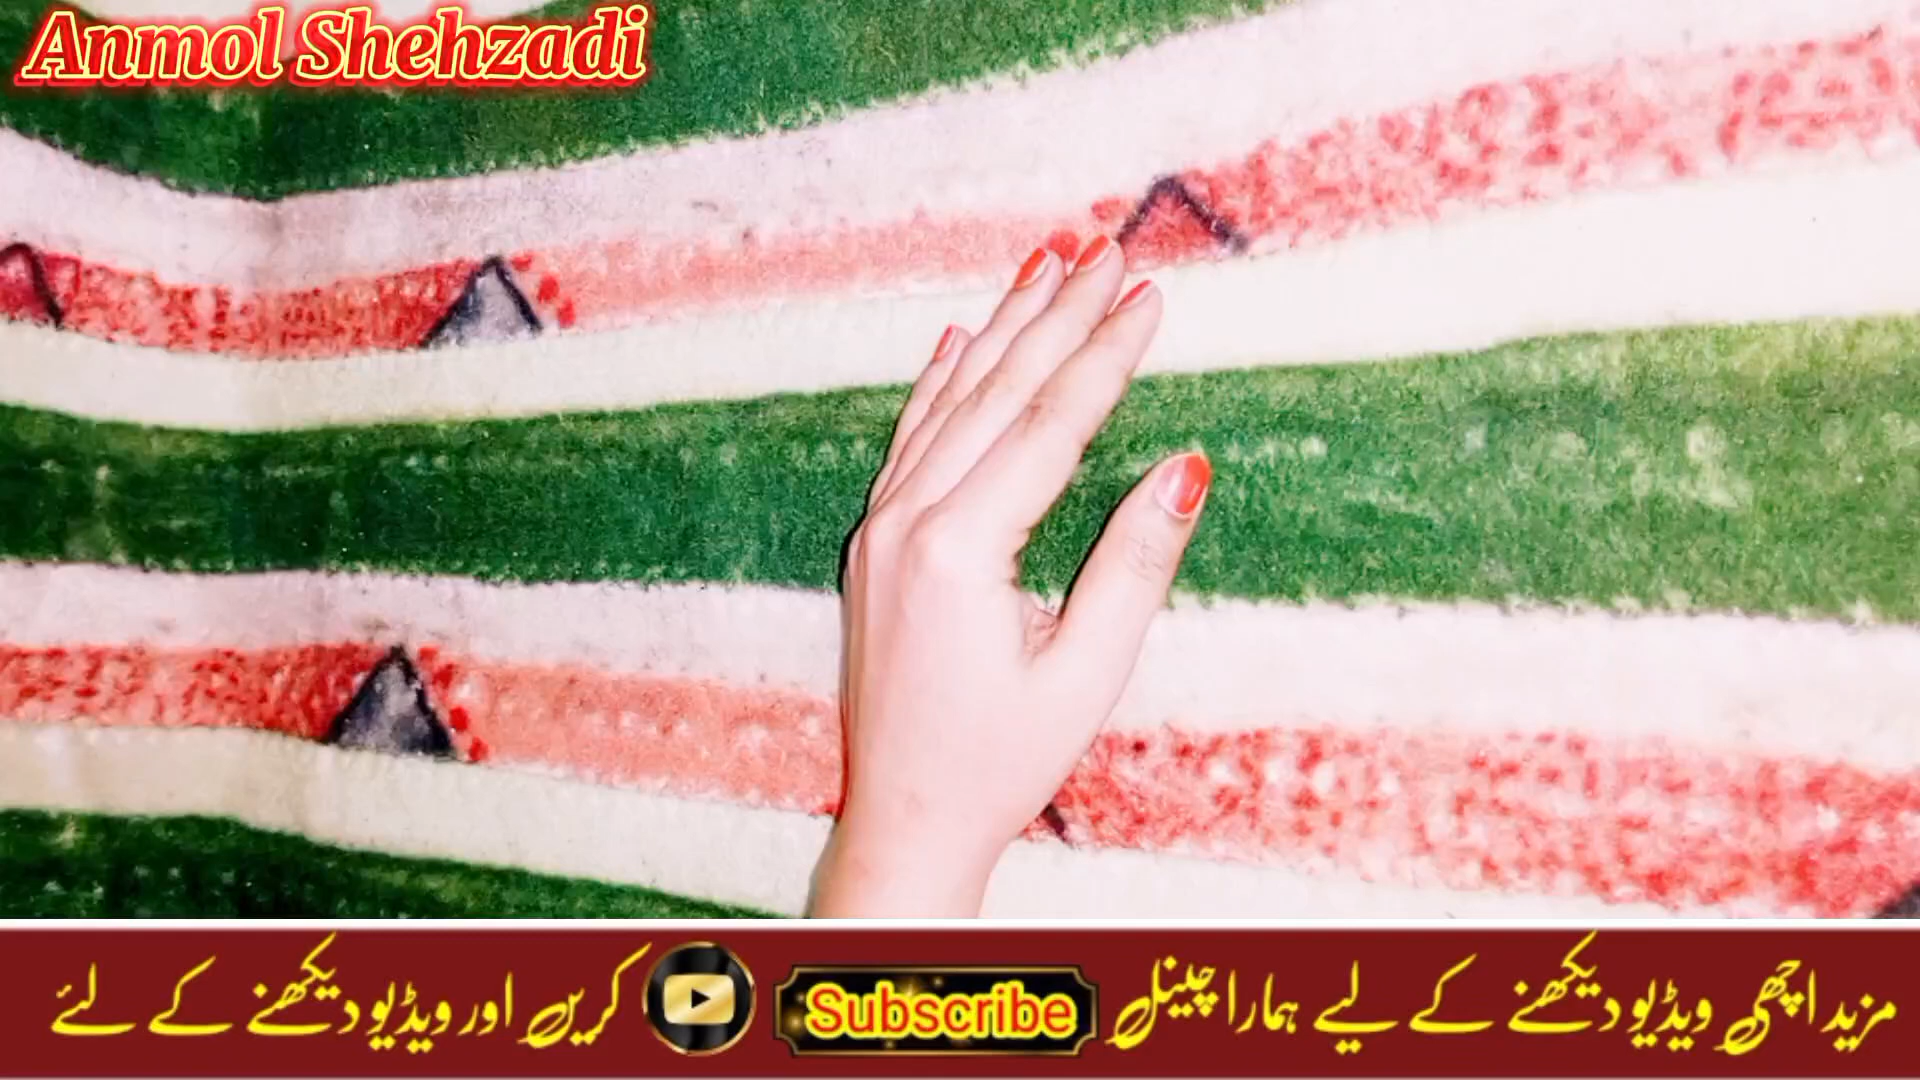 Anmol Shehzadi
مزید اچھی ویڈیو دیکھنے کے لیے ہمارا چینل Subscribe کریں اور ویڈیو دیکھنے کے لئے